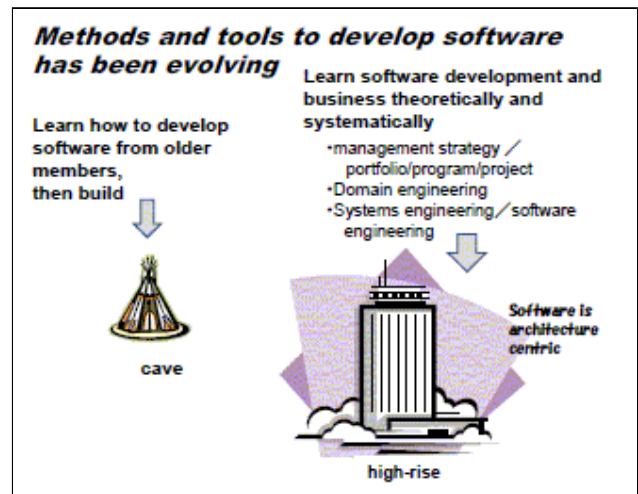 Methods and tools to develop software
has been evolving
Learn how to develop
software from older
members,
then build
cave
Learn software development and
business theoretically and
systematically
・management strategy ／
portfolio/program/project
・Domain engineering
・Systems engineering／software
engineering
Software is
architecture
centric
high-rise